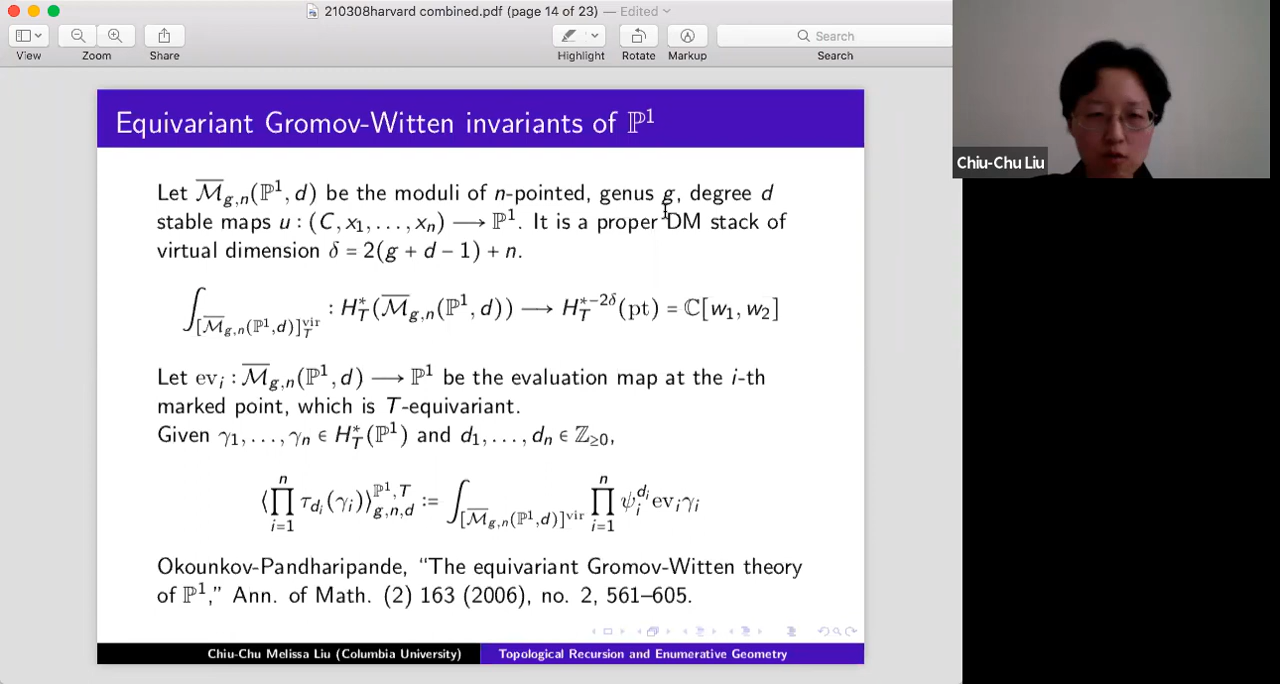 210308harvard combined.pdf (page 14 of 23) — Edited
View
Zoom
Share
Highlight
Rotate
Markup
Search
Search
Equivariant Gromov-Witten invariants of ℙ¹
Let M̅_{g,n}(ℙ¹, d) be the moduli of n-pointed, genus g, degree d
stable maps u : (C, x₁, . . . , xₙ) ⟶ ℙ¹. It is a proper DM stack of
virtual dimension δ = 2(g + d − 1) + n.
∫_{[M̅_{g,n}(ℙ¹,d)]_T^{vir}} : H_T^*(M̅_{g,n}(ℙ¹, d)) ⟶ H_T^{*−2δ}(pt) = ℂ[w₁, w₂]
Let ev_i : M̅_{g,n}(ℙ¹, d) ⟶ ℙ¹ be the evaluation map at the i-th
marked point, which is T-equivariant.
Given γ₁, . . . , γₙ ∈ H_T^*(ℙ¹) and d₁, . . . , dₙ ∈ ℤ_{≥0},
⟨∏_{i=1}^{n} τ_{d_i}(γ_i)⟩_{g,n,d}^{ℙ¹,T} := ∫_{[M̅_{g,n}(ℙ¹,d)]^{vir}} ∏_{i=1}^{n} ψ_i^{d_i} ev_i γ_i
Okounkov-Pandharipande, “The equivariant Gromov-Witten theory
of ℙ¹,” Ann. of Math. (2) 163 (2006), no. 2, 561–605.
Chiu-Chu Melissa Liu (Columbia University)
Topological Recursion and Enumerative Geometry
Chiu-Chu Liu